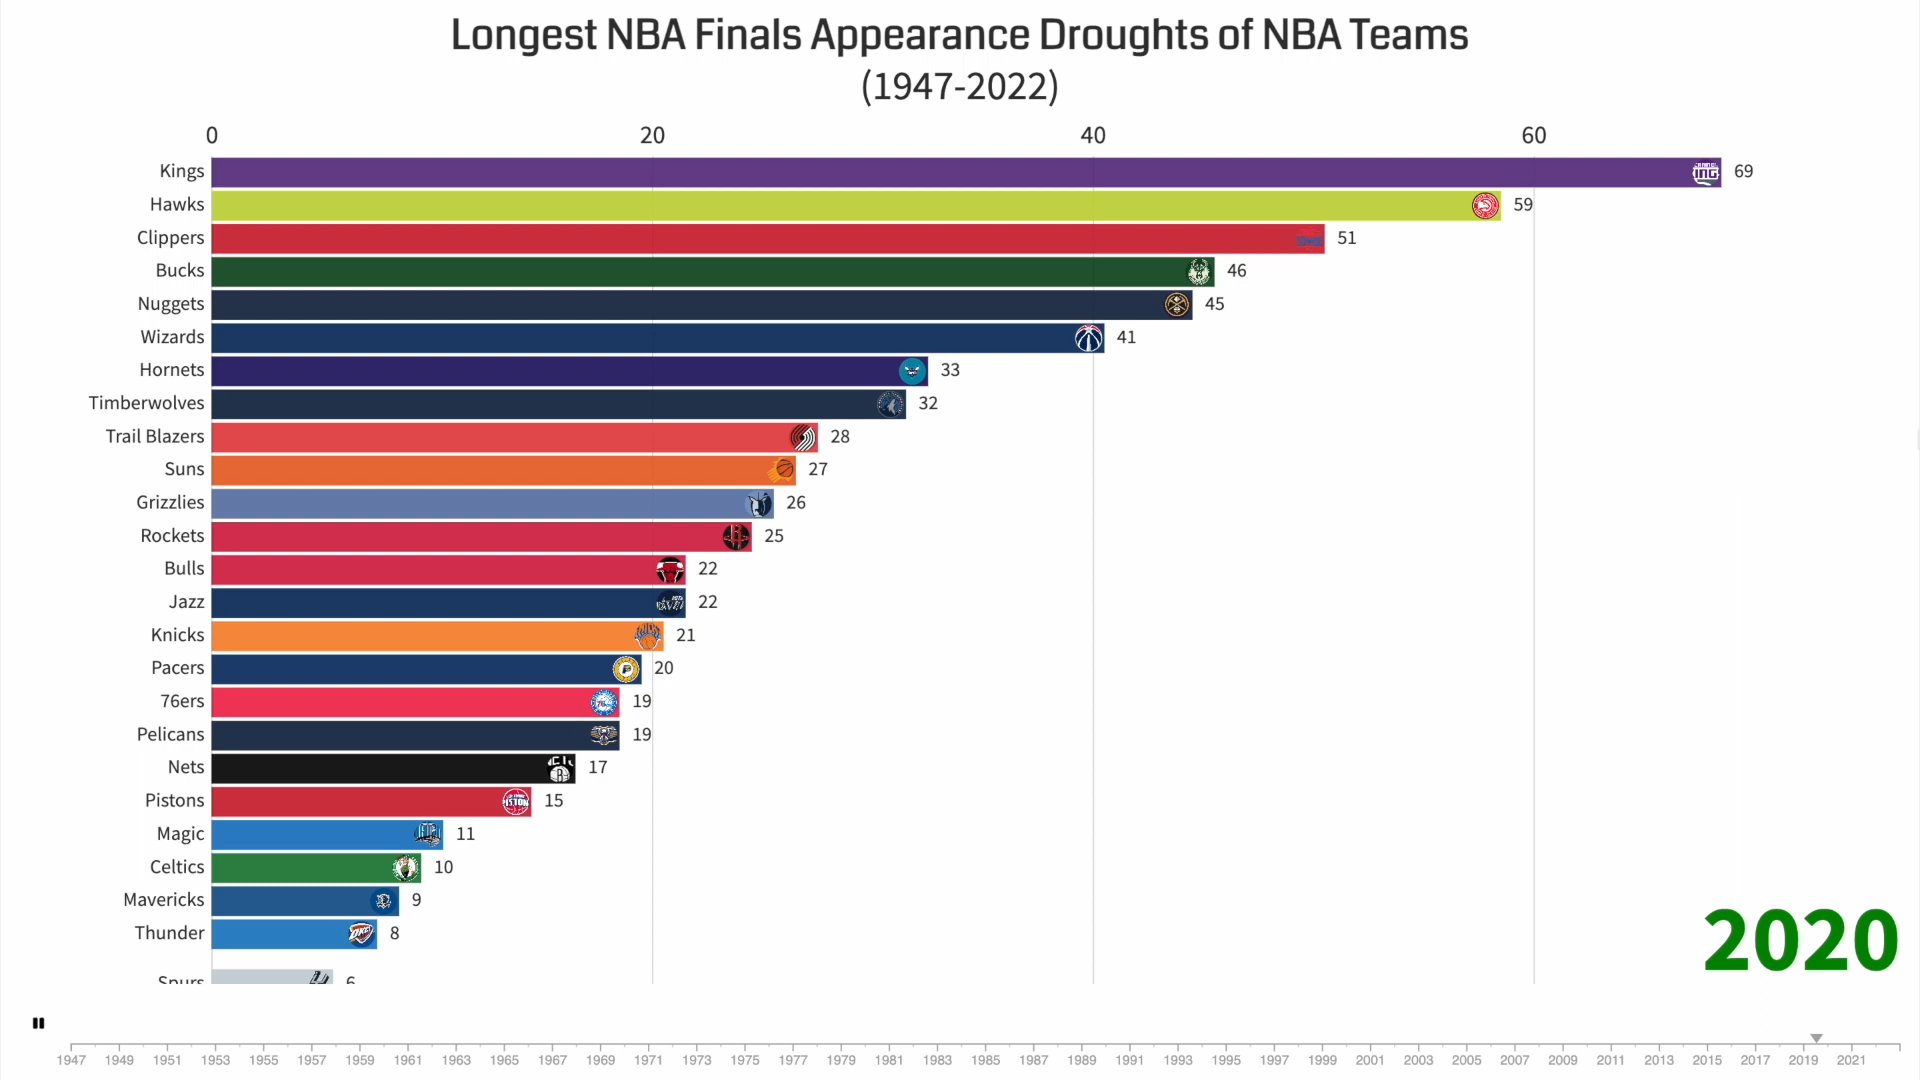 Longest NBA Finals Appearance Droughts of NBA Teams
(1947-2022)
0 20 40 60
Kings 69
Hawks 59
Clippers 51
Bucks 46
Nuggets 45
Wizards 41
Hornets 33
Timberwolves 32
Trail Blazers 28
Suns 27
Grizzlies 26
Rockets 25
Bulls 22
Jazz 22
Knicks 21
Pacers 20
76ers 19
Pelicans 19
Nets 17
Pistons 15
Magic 11
Celtics 10
Mavericks 9
Thunder 8
Spurs 6
2020
1947 1949 1951 1953 1955 1957 1959 1961 1963 1965 1967 1969 1971 1973 1975 1977 1979 1981 1983 1985 1987 1989 1991 1993 1995 1997 1999 2001 2003 2005 2007 2009 2011 2013 2015 2017 2019 2021